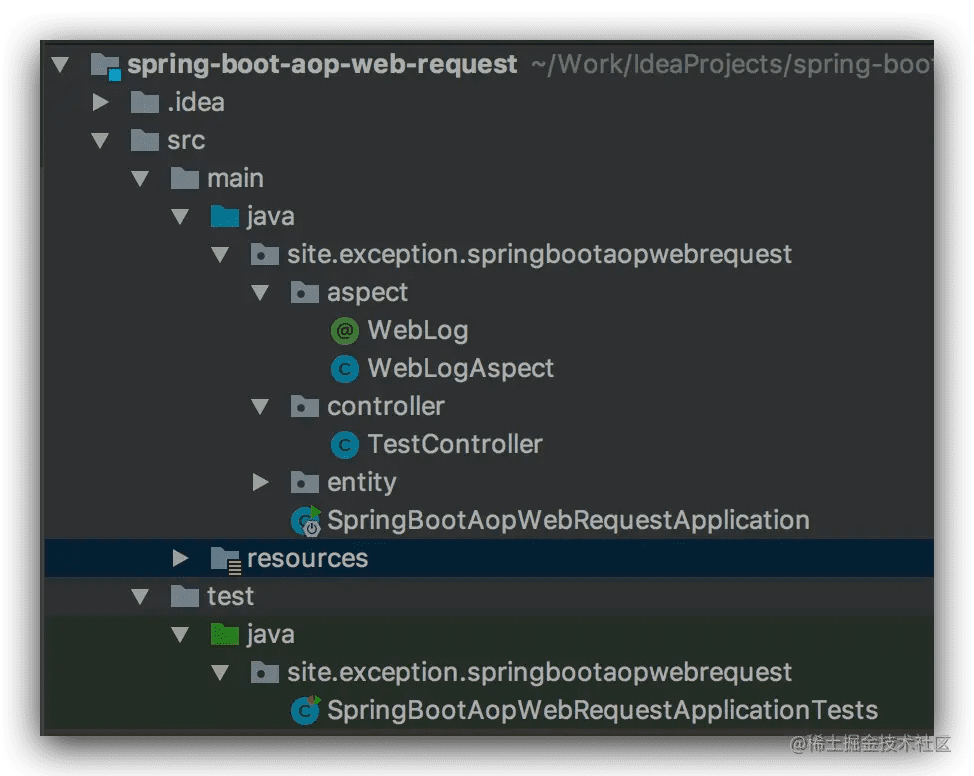 spring-boot-aop-web-request ~/Work/IdeaProjects/spring-boot
.idea
src
main
java
site.exception.springbootaopwebrequest
aspect
WebLog
WebLogAspect
controller
TestController
entity
SpringBootAopWebRequestApplication
resources
test
java
site.exception.springbootaopwebrequest
SpringBootAopWebRequestApplicationTests
@稀土掘金技术社区